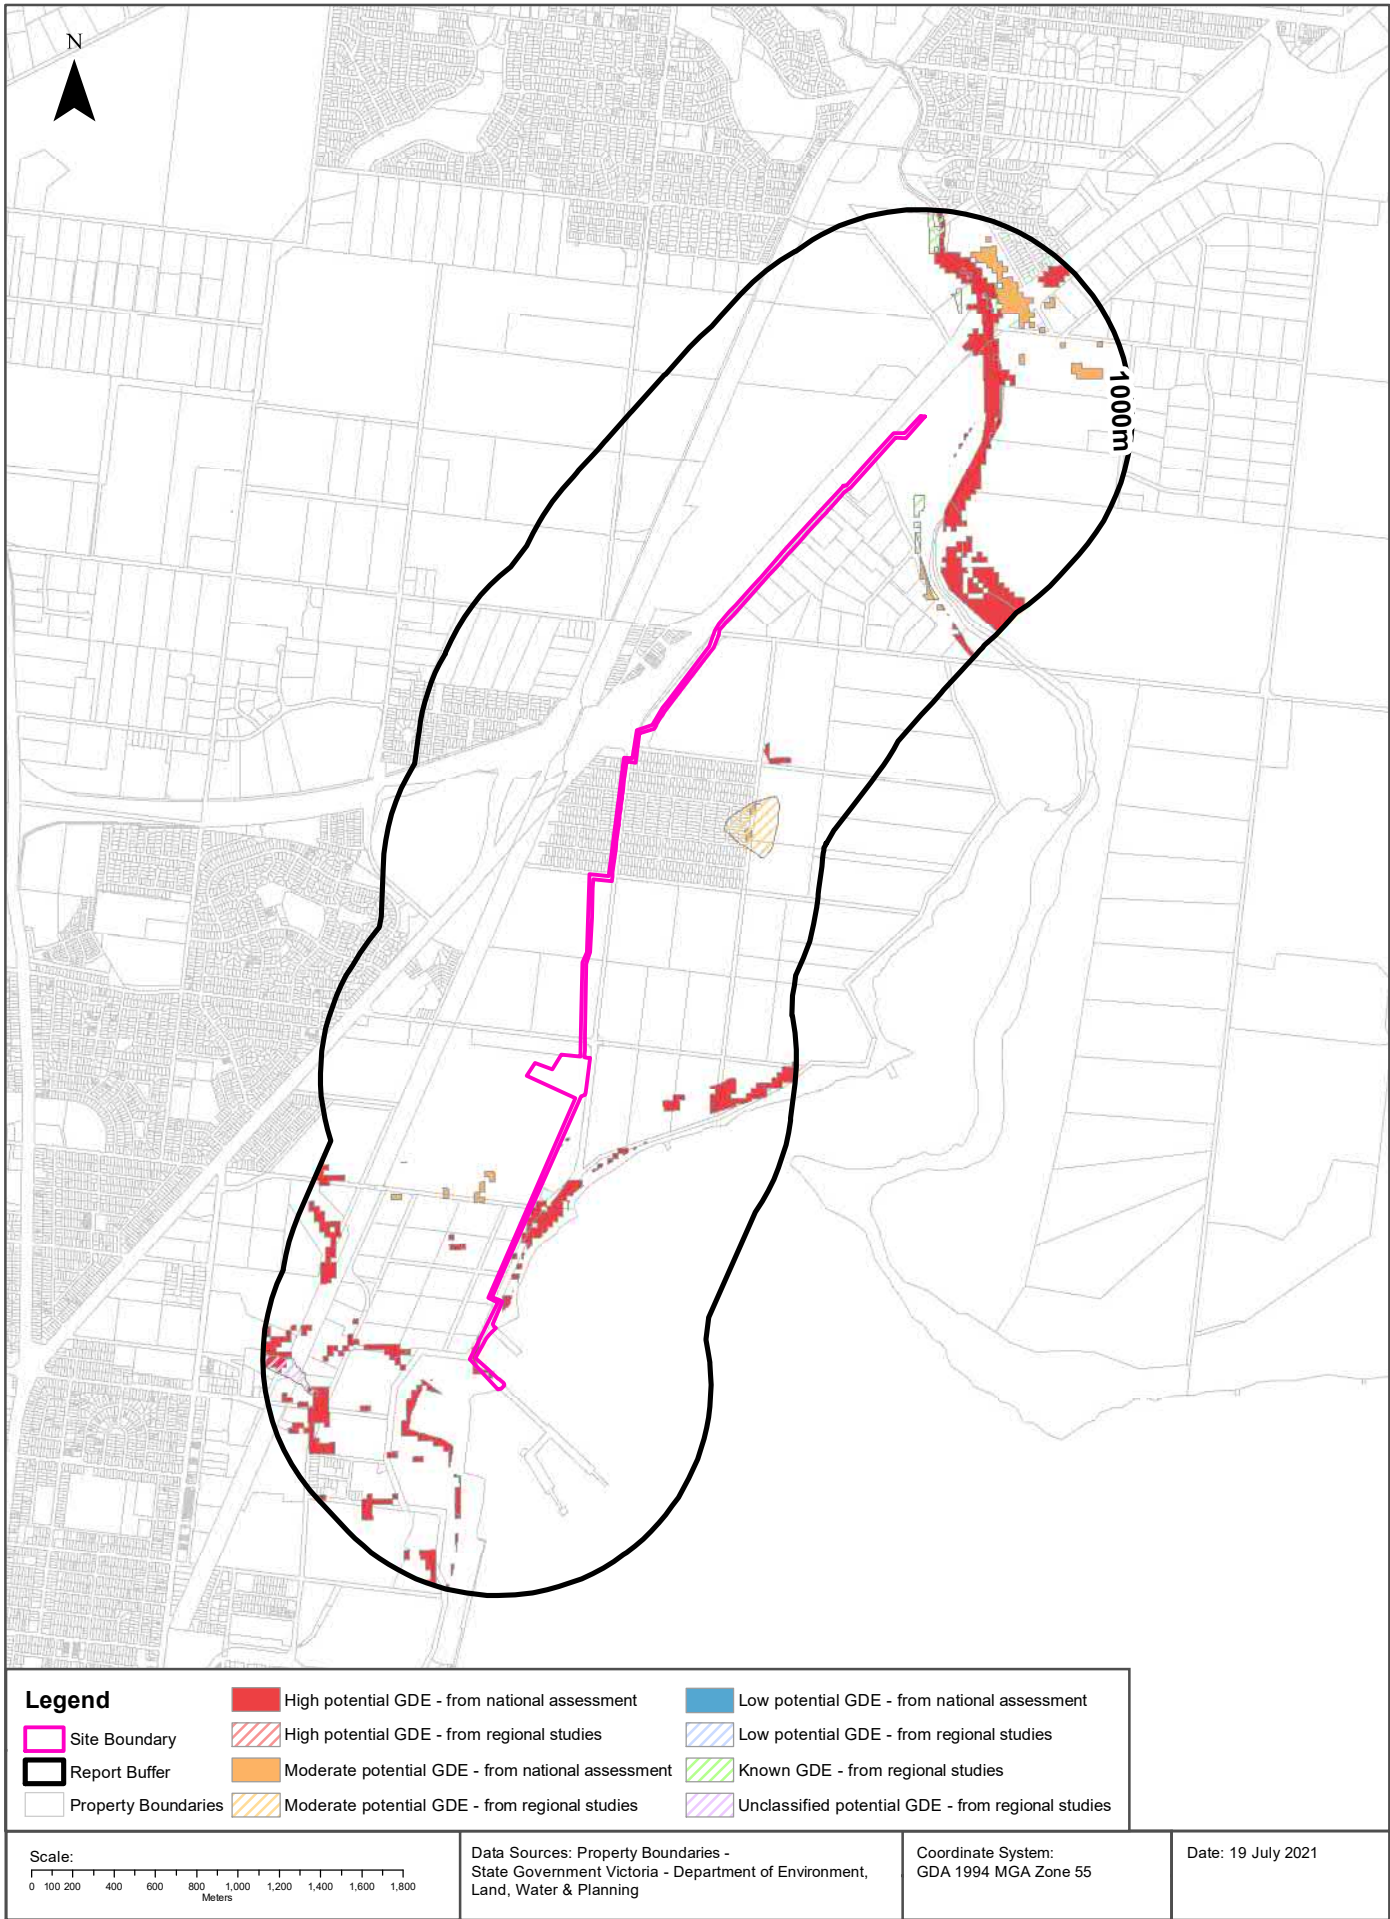 N
1000m
Legend
Site Boundary
Report Buffer
Property Boundaries
High potential GDE - from national assessment
High potential GDE - from regional studies
Moderate potential GDE - from national assessment
Moderate potential GDE - from regional studies
Low potential GDE - from national assessment
Low potential GDE - from regional studies
Known GDE - from regional studies
Unclassified potential GDE - from regional studies
Scale:
0 100 200 400 600 800 1,000 1,200 1,400 1,600 1,800
Meters
Data Sources: Property Boundaries -
State Government Victoria - Department of Environment,
Land, Water & Planning
Coordinate System:
GDA 1994 MGA Zone 55
Date: 19 July 2021